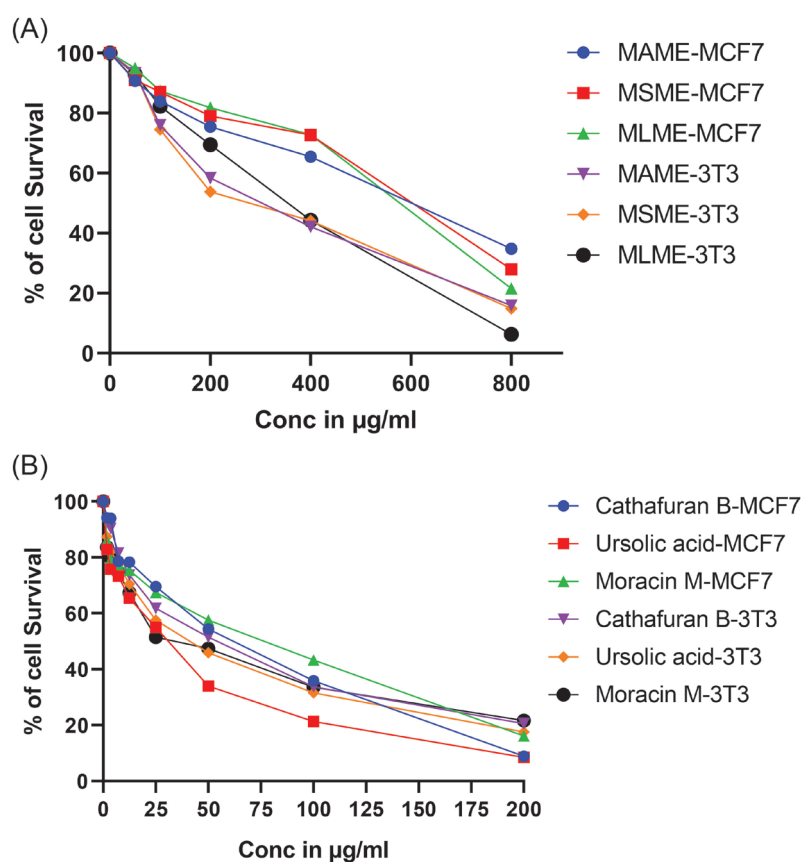 (A)
100
80
60
40
20
0
% of cell Survival
0
200
400
600
800
Conc in µg/ml
MAME-MCF7
MSME-MCF7
MLME-MCF7
MAME-3T3
MSME-3T3
MLME-3T3
(B)
100
80
60
40
20
0
% of cell Survival
0
25
50
75
100
125
150
175
200
Conc in µg/ml
Cathafuran B-MCF7
Ursolic acid-MCF7
Moracin M-MCF7
Cathafuran B-3T3
Ursolic acid-3T3
Moracin M-3T3